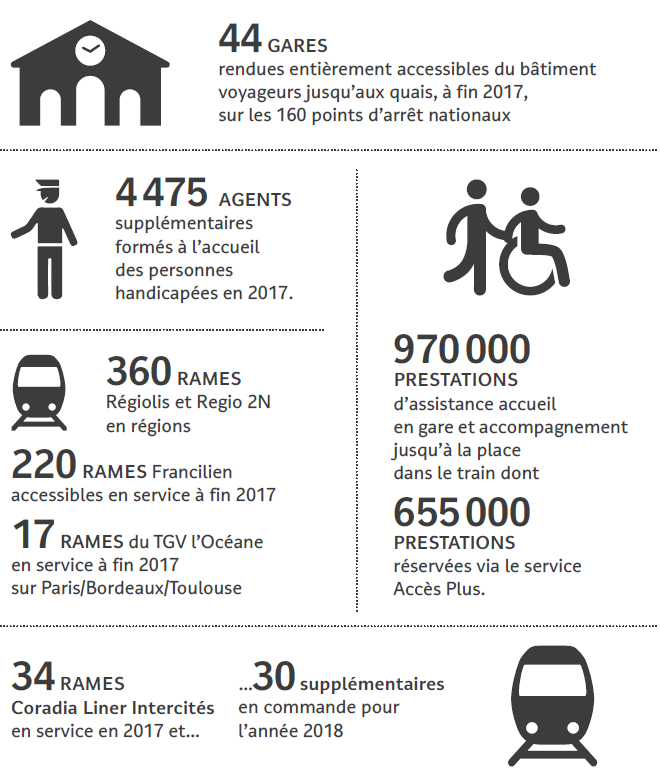 44 GARES
rendues entièrement accessibles du bâtiment
voyageurs jusqu’aux quais, à fin 2017,
sur les 160 points d’arrêt nationaux
4 475 AGENTS
supplémentaires
formés à l’accueil
des personnes
handicapées en 2017.
360 RAMES
Régiolis et Regio 2N
en régions
220 RAMES Francilien
accessibles en service à fin 2017
17 RAMES du TGV l’Océane
en service à fin 2017
sur Paris/Bordeaux/Toulouse
970 000
PRESTATIONS
d’assistance accueil
en gare et accompagnement
jusqu’à la place
dans le train dont
655 000
PRESTATIONS
réservées via le service
Accès Plus.
34 RAMES
Coradia Liner Intercités
en service en 2017 et...
...30 supplémentaires
en commande pour
l’année 2018